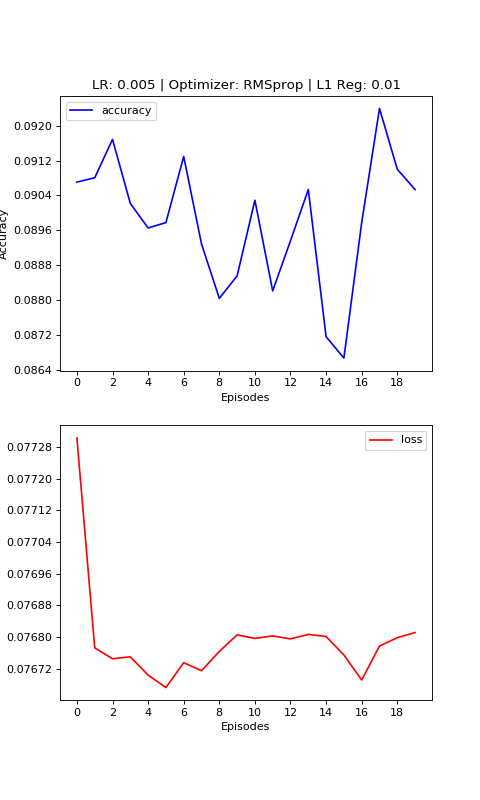 LR: 0.005 | Optimizer: RMSprop | L1 Reg: 0.01
accuracy
0.0920
0.0912
0.0904
0.0896
0.0888
0.0880
0.0872
0.0864
Accuracy
0 2 4 6 8 10 12 14 16 18
Episodes
loss
0.07728
0.07720
0.07712
0.07704
0.07696
0.07688
0.07680
0.07672
0 2 4 6 8 10 12 14 16 18
Episodes